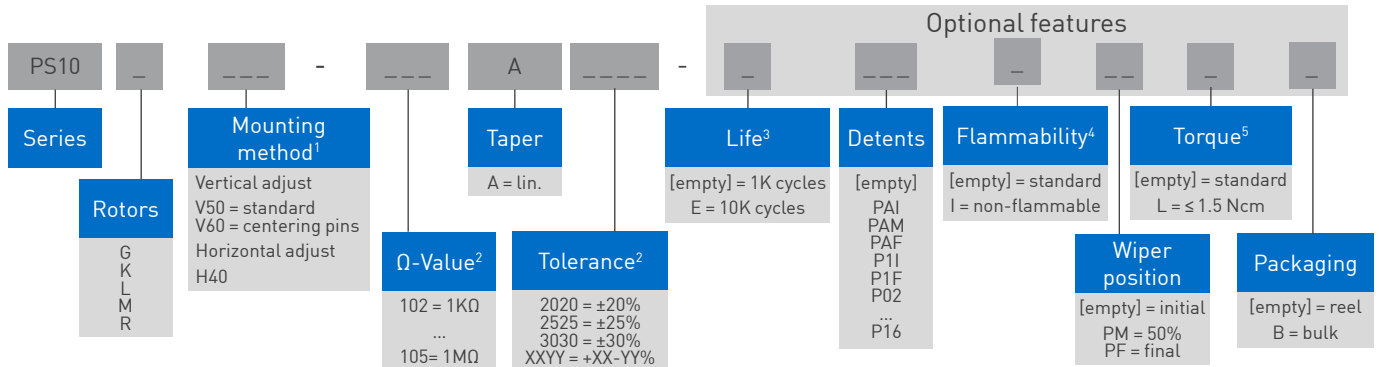 Optional features
PS10 _ _ _ _ - _ _ _ A _ _ _ _ - _ _ _ _ _ _ _ _ _ _
Series
Rotors
G
K
L
M
R
Mounting
method¹
Vertical adjust
V50 = standard
V60 = centering pins
Horizontal adjust
H40
Ω-Value²
102 = 1KΩ
...
105= 1MΩ
Taper
A = lin.
Tolerance²
2020 = ±20%
2525 = ±25%
3030 = ±30%
XXYY = +XX-YY%
Life³
[empty] = 1K cycles
E = 10K cycles
Detents
[empty]
PAI
PAM
PAF
P1I
P1F
P02
...
P16
Flammability⁴
[empty] = standard
I = non-flammable
Wiper
position
[empty] = initial
PM = 50%
PF = final
Torque⁵
[empty] = standard
L = ≤ 1.5 Ncm
Packaging
[empty] = reel
B = bulk